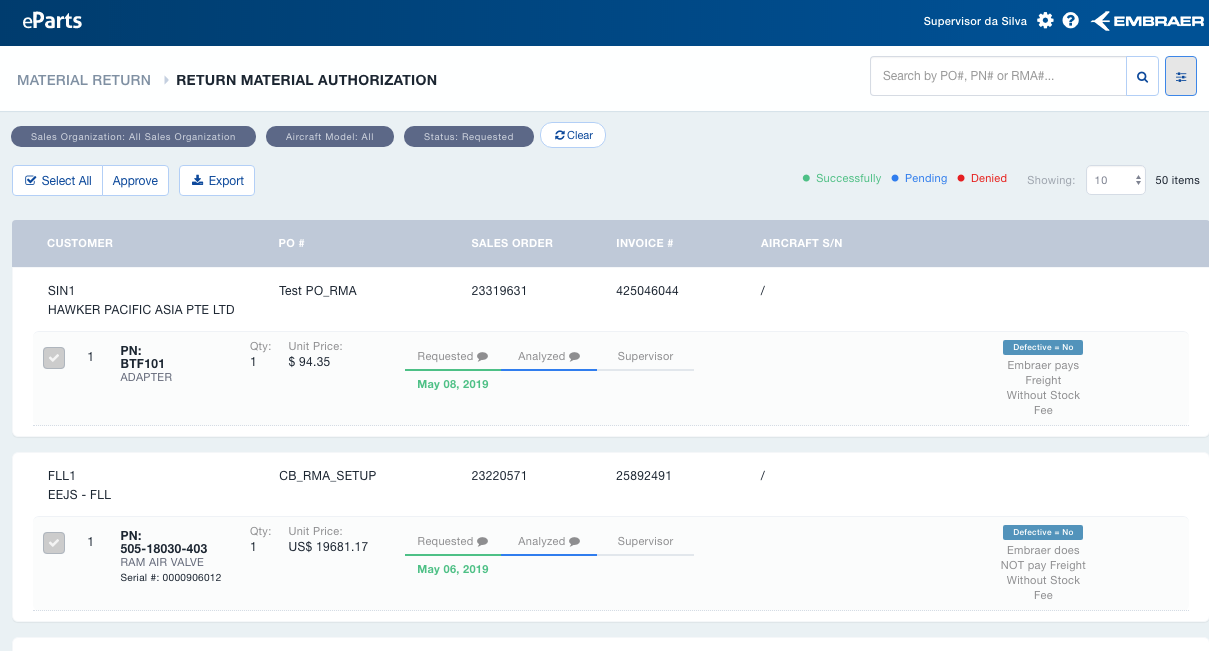 eParts
Supervisor da Silva
EMBRAER
MATERIAL RETURN
RETURN MATERIAL AUTHORIZATION
Search by PO#, PN# or RMA#...
Sales Organization: All Sales Organization
Aircraft Model: All
Status: Requested
Clear
Select All
Approve
Export
Successfully
Pending
Denied
Showing:
10
50 items
CUSTOMER
PO #
SALES ORDER
INVOICE #
AIRCRAFT S/N
SIN1
HAWKER PACIFIC ASIA PTE LTD
Test PO_RMA
23319631
425046044
/
1
PN:
BTF101
ADAPTER
Qty:
1
Unit Price:
$ 94.35
Requested
Analyzed
Supervisor
May 08, 2019
Defective = No
Embraer pays
Freight
Without Stock
Fee
FLL1
EEJS - FLL
CB_RMA_SETUP
23220571
25892491
/
1
PN:
505-18030-403
RAM AIR VALVE
Serial #: 0000906012
Qty:
1
Unit Price:
US$ 19681.17
Requested
Analyzed
Supervisor
May 06, 2019
Defective = No
Embraer does
NOT pay Freight
Without Stock
Fee